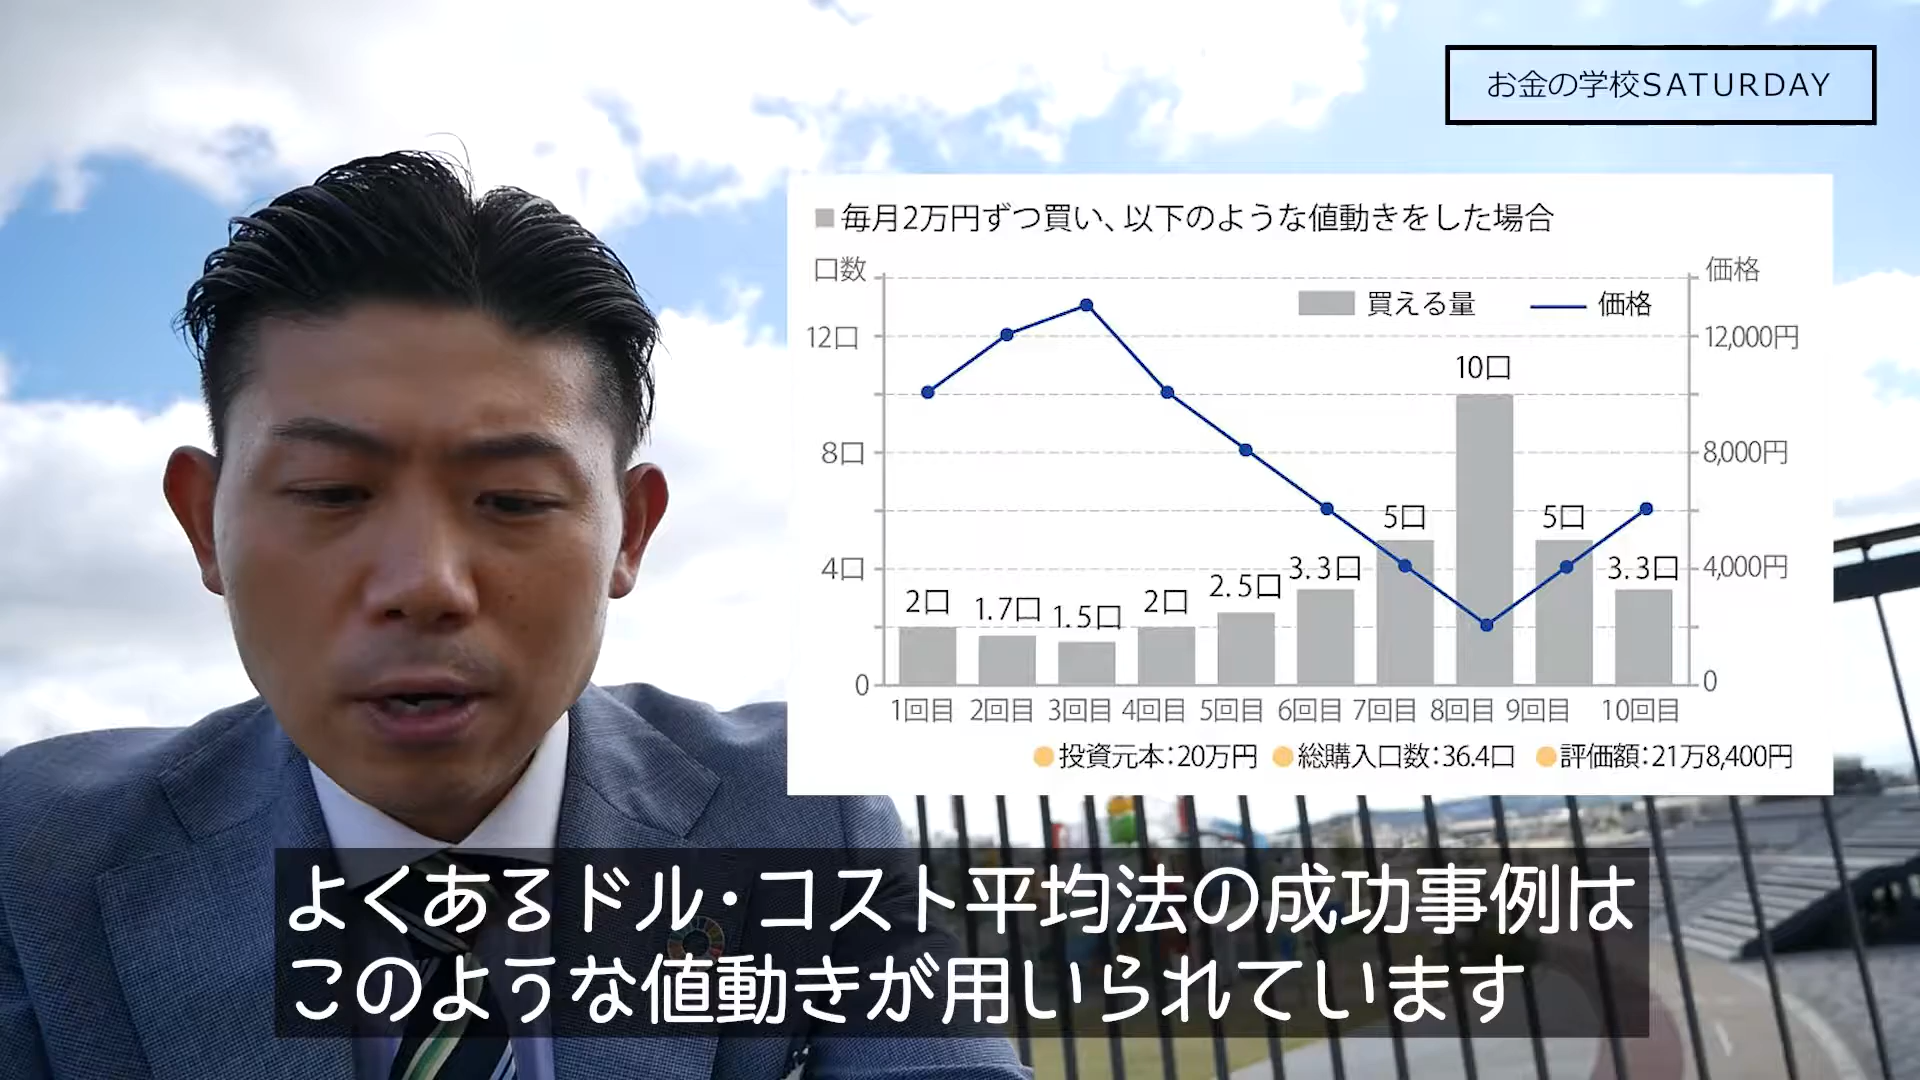 お金の学校SATURDAY
■毎月2万円ずつ買い、以下のような値動きをした場合
口数
価格
買える量
価格
12口
8口
4口
0
12,000円
8,000円
4,000円
0
2口
1.7口
1.5口
2口
2.5口
3.3口
5口
10口
5口
3.3口
1回目 2回目 3回目 4回目 5回目 6回目 7回目 8回目 9回目 10回目
●投資元本:20万円 ●総購入口数:36.4口 ●評価額:21万8,400円
よくあるドル・コスト平均法の成功事例は
このような値動きが用いられています